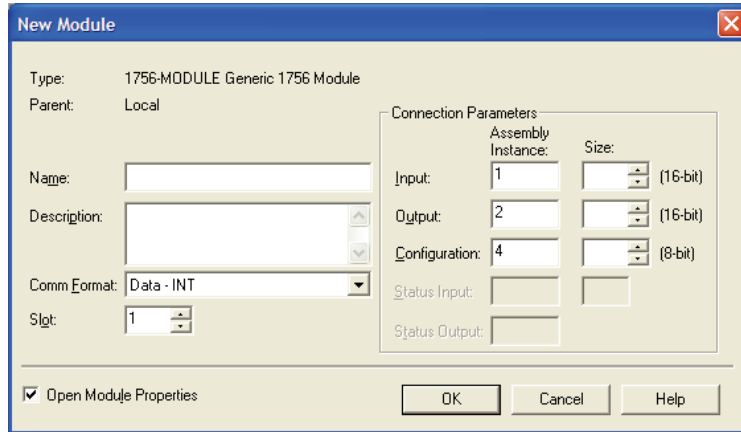 New Module
Type: 1756-MODULE Generic 1756 Module
Parent: Local
Name:
Description:
Comm Format: Data - INT
Slot: 1
Connection Parameters
Assembly Instance: Size:
Input: 1 (16-bit)
Output: 2 (16-bit)
Configuration: 4 (8-bit)
Status Input:
Status Output:
Open Module Properties
OK Cancel Help